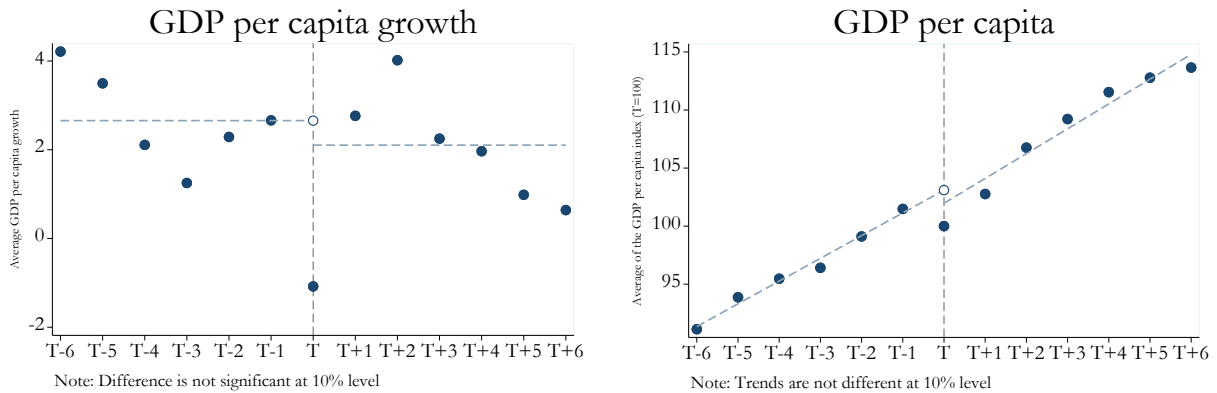 GDP per capita growth
Average GDP per capita growth
4
2
0
-2
T-6 T-5 T-4 T-3 T-2 T-1 T T+1 T+2 T+3 T+4 T+5 T+6
Note: Difference is not significant at 10% level
GDP per capita
Average of the GDP per capita index (T=100)
115
110
105
100
95
T-6 T-5 T-4 T-3 T-2 T-1 T T+1 T+2 T+3 T+4 T+5 T+6
Note: Trends are not different at 10% level